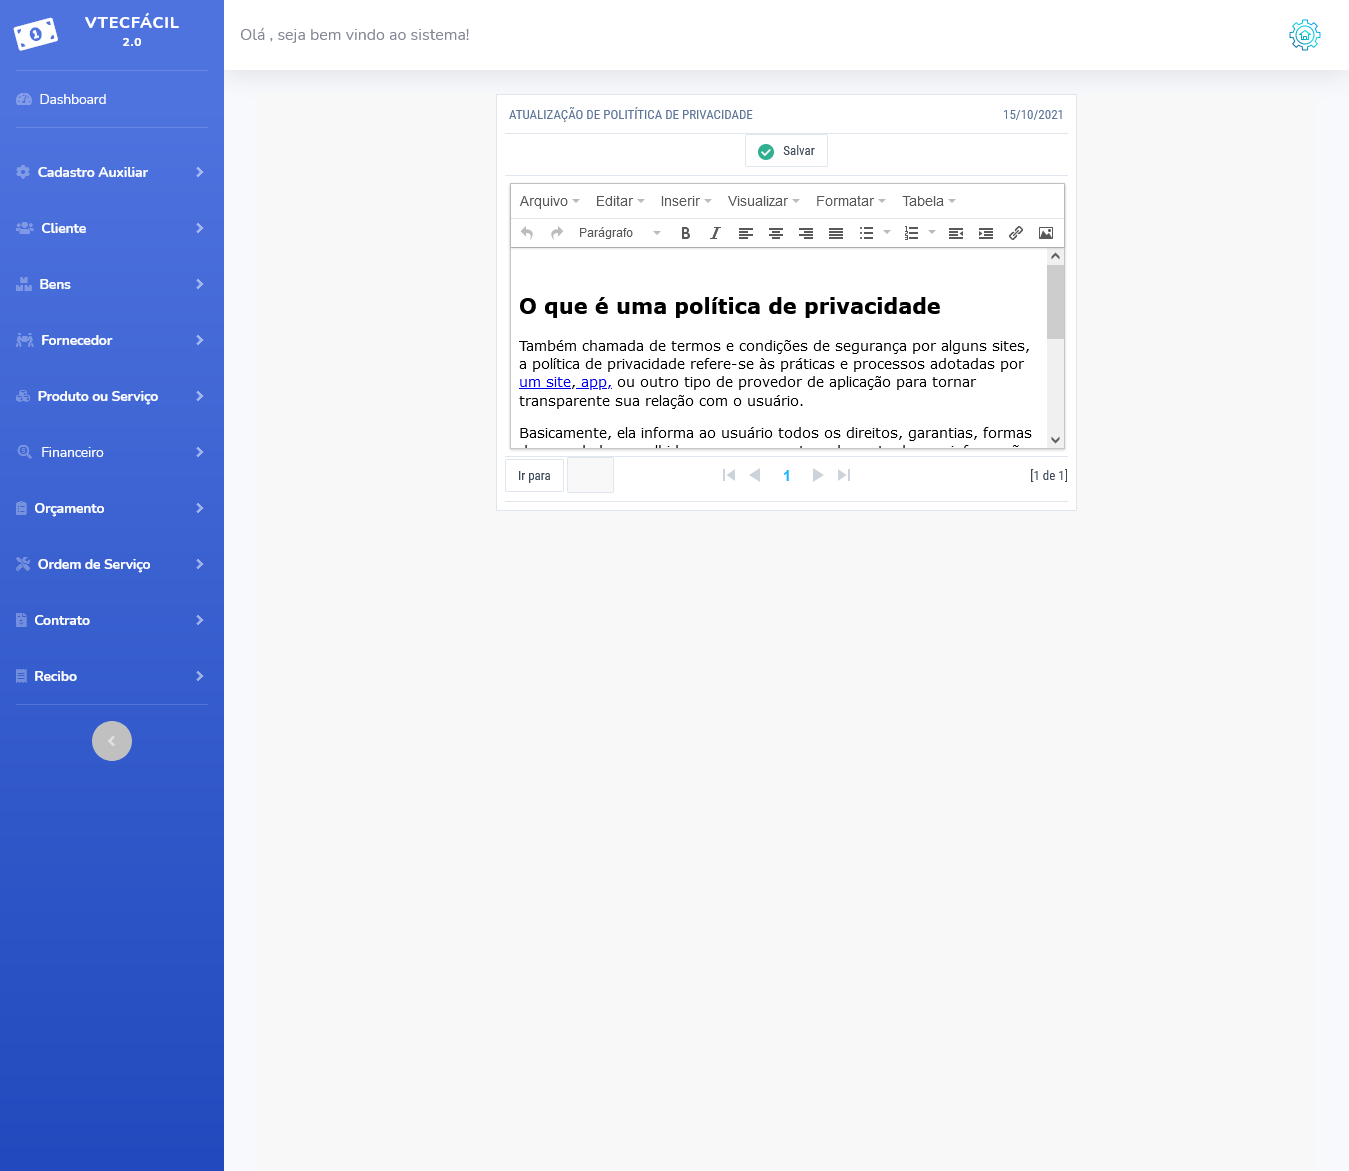 VTECFÁCIL
2.0
Olá , seja bem vindo ao sistema!
Dashboard
Cadastro Auxiliar
Cliente
Bens
Fornecedor
Produto ou Serviço
Financeiro
Orçamento
Ordem de Serviço
Contrato
Recibo
ATUALIZAÇÃO DE POLITÍTICA DE PRIVACIDADE 15/10/2021
Salvar
Arquivo Editar Inserir Visualizar Formatar Tabela
Parágrafo
O que é uma política de privacidade
Também chamada de termos e condições de segurança por alguns sites,
a política de privacidade refere-se às práticas e processos adotadas por
um site, app, ou outro tipo de provedor de aplicação para tornar
transparente sua relação com o usuário.
Basicamente, ela informa ao usuário todos os direitos, garantias, formas
Ir para 1 [1 de 1]